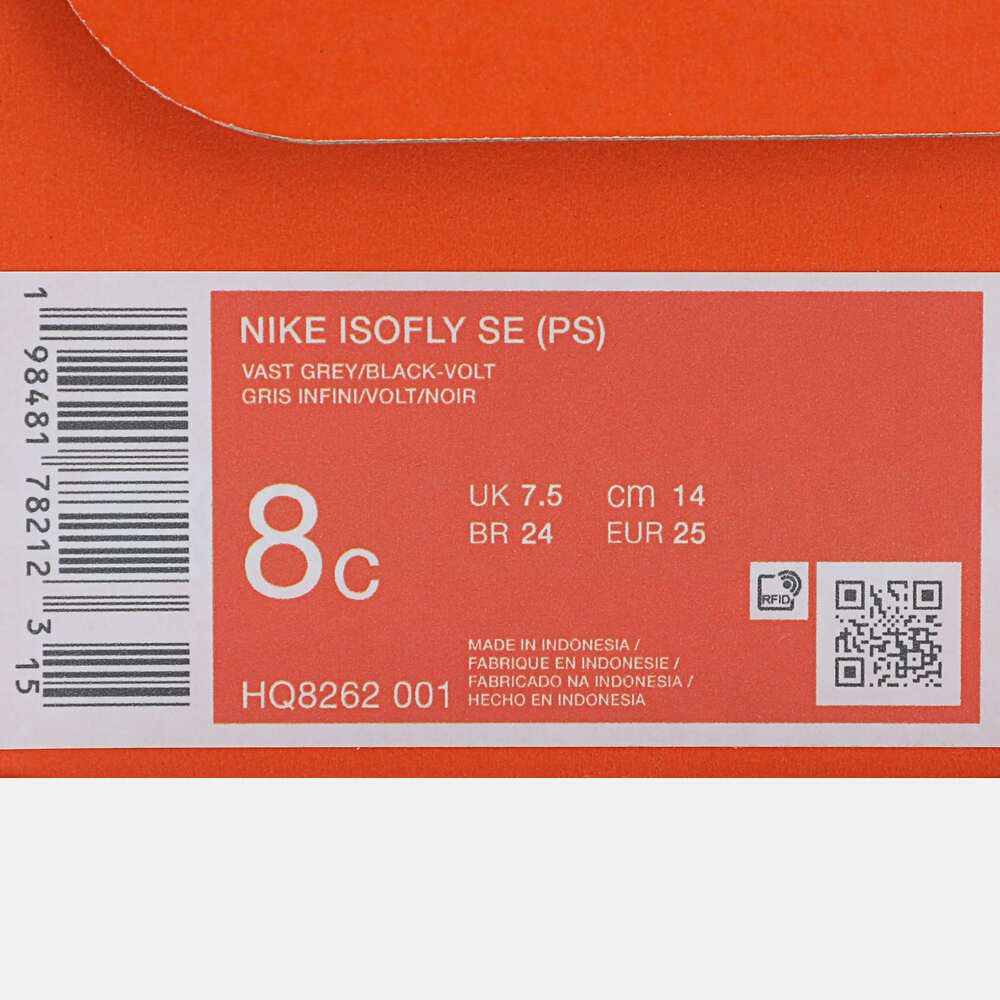 NIKE ISOFLY SE (PS)
VAST GREY/BLACK-VOLT
GRIS INFINI/VOLT/NOIR
8C
UK 7.5 cm 14
BR 24 EUR 25
RFID
MADE IN INDONESIA /
FABRIQUE EN INDONESIE /
FABRICADO NA INDONESIA /
HECHO EN INDONESIA
HQ8262 001
1 98481 78212 3 15